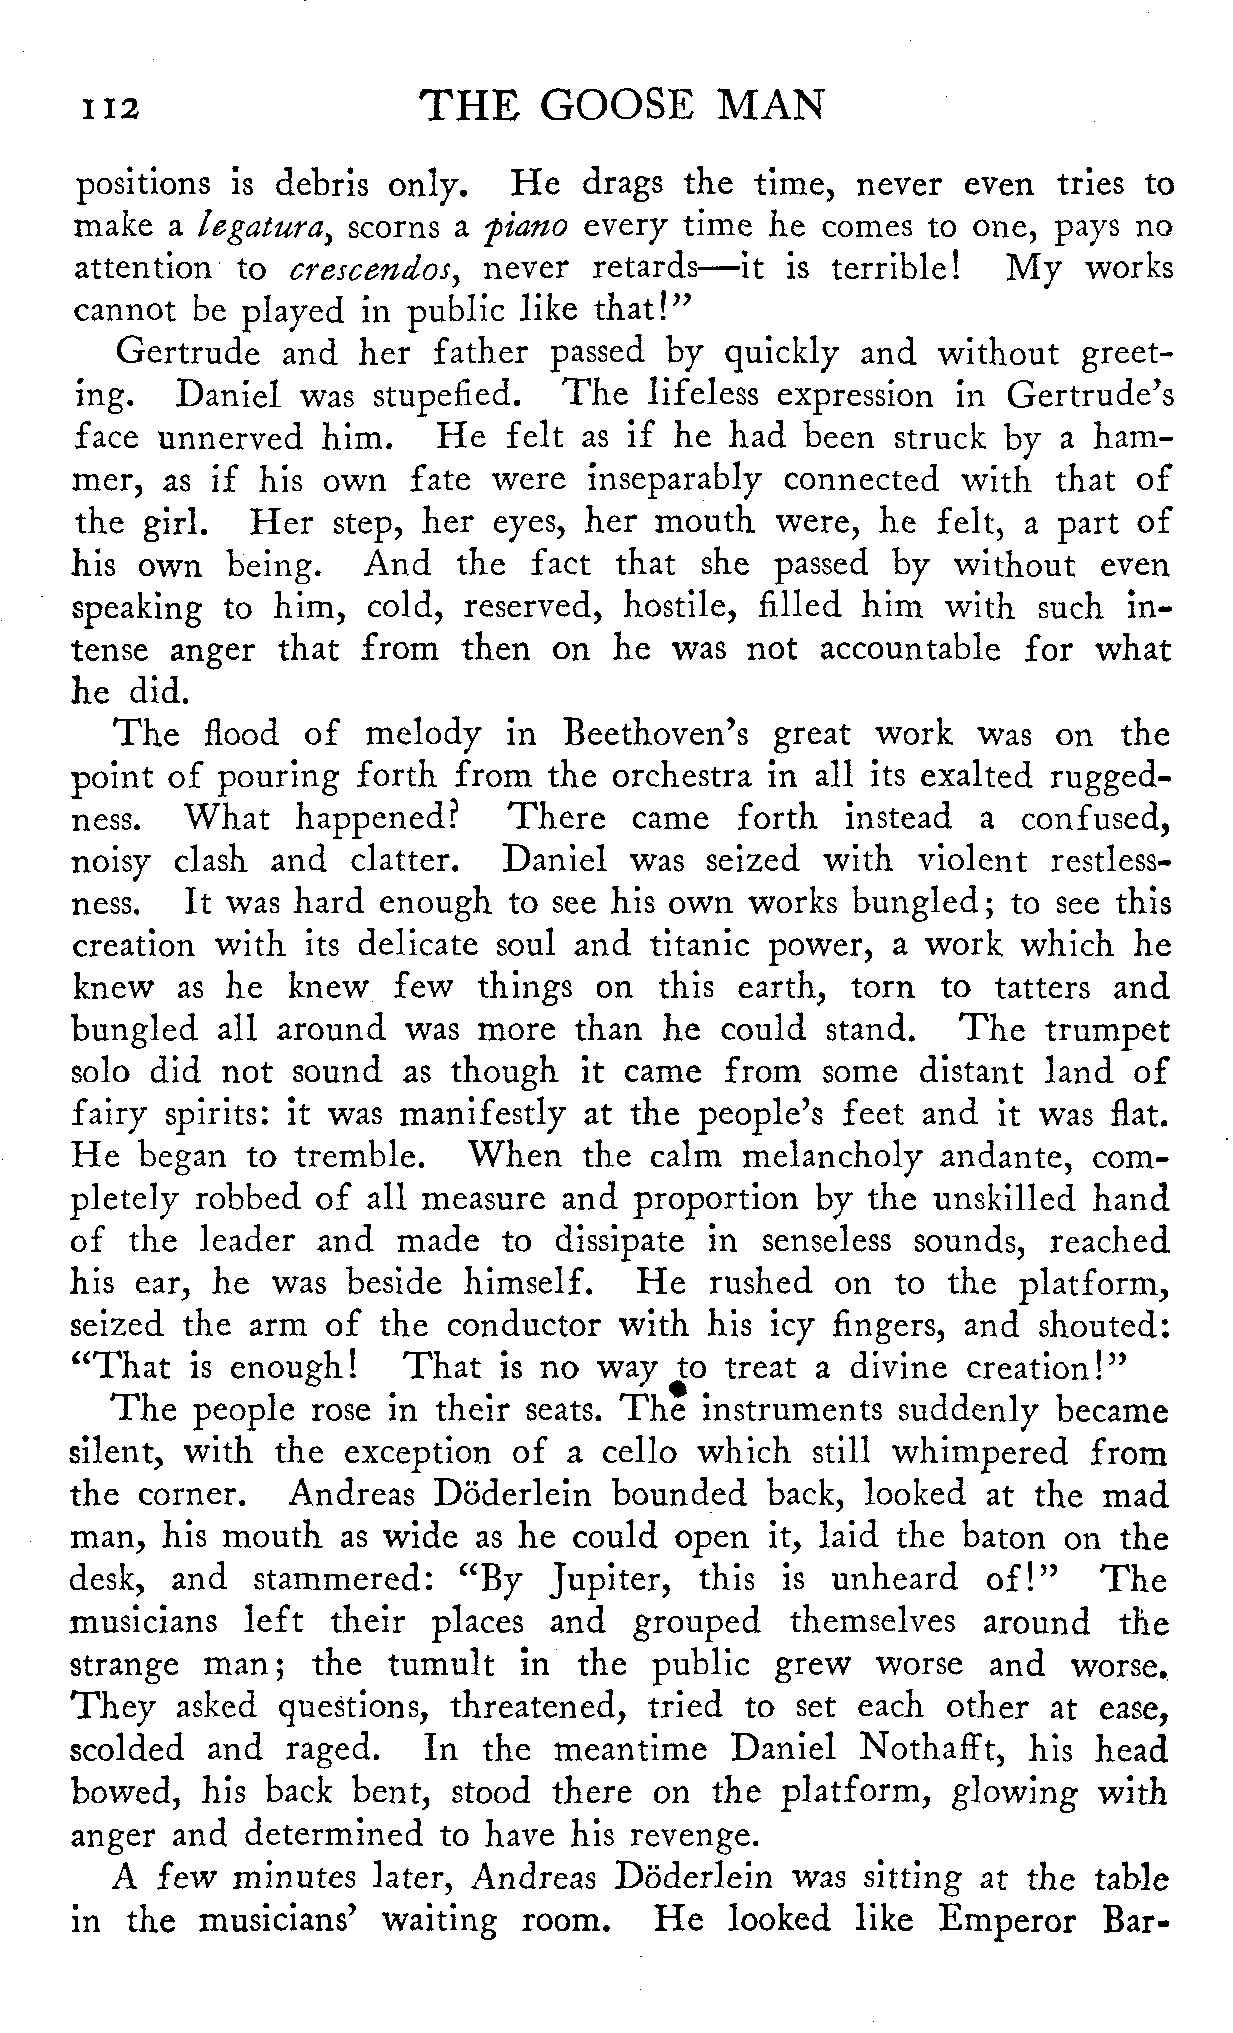 112 THE GOOSE MAN
positions is debris only. He drags the time, never even tries to
make a legatura, scorns a piano every time he comes to one, pays no
attention to crescendos, never retards—it is terrible! My works
cannot be played in public like that!”
Gertrude and her father passed by quickly and without greet-
ing. Daniel was stupefied. The lifeless expression in Gertrude’s
face unnerved him. He felt as if he had been struck by a ham-
mer, as if his own fate were inseparably connected with that of
the girl. Her step, her eyes, her mouth were, he felt, a part of
his own being. And the fact that she passed by without even
speaking to him, cold, reserved, hostile, filled him with such in-
tense anger that from then on he was not accountable for what
he did.
The flood of melody in Beethoven’s great work was on the
point of pouring forth from the orchestra in all its exalted rugged-
ness. What happened? There came forth instead a confused,
noisy clash and clatter. Daniel was seized with violent restless-
ness. It was hard enough to see his own works bungled; to see this
creation with its delicate soul and titanic power, a work which he
knew as he knew few things on this earth, torn to tatters and
bungled all around was more than he could stand. The trumpet
solo did not sound as though it came from some distant land of
fairy spirits: it was manifestly at the people’s feet and it was flat.
He began to tremble. When the calm melancholy andante, com-
pletely robbed of all measure and proportion by the unskilled hand
of the leader and made to dissipate in senseless sounds, reached
his ear, he was beside himself. He rushed on to the platform,
seized the arm of the conductor with his icy fingers, and shouted:
“That is enough! That is no way to treat a divine creation!”
The people rose in their seats. The instruments suddenly became
silent, with the exception of a cello which still whimpered from
the corner. Andreas Döderlein bounded back, looked at the mad
man, his mouth as wide as he could open it, laid the baton on the
desk, and stammered: “By Jupiter, this is unheard of!” The
musicians left their places and grouped themselves around the
strange man; the tumult in the public grew worse and worse.
They asked questions, threatened, tried to set each other at ease,
scolded and raged. In the meantime Daniel Nothafft, his head
bowed, his back bent, stood there on the platform, glowing with
anger and determined to have his revenge.
A few minutes later, Andreas Döderlein was sitting at the table
in the musicians’ waiting room. He looked like Emperor Bar-